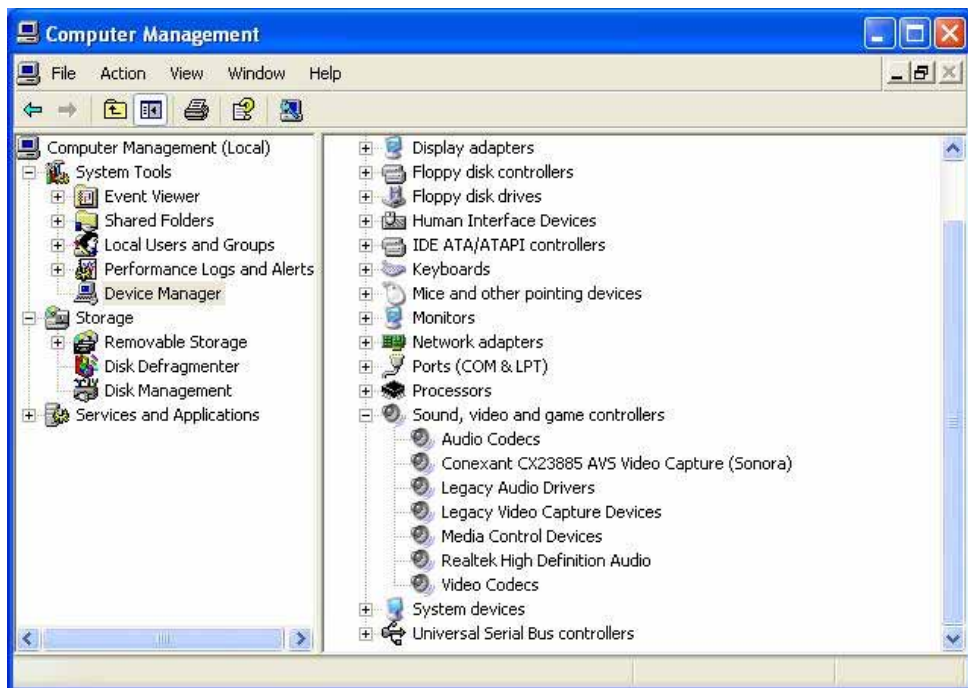 Computer Management
File Action View Window Help
Computer Management (Local)
System Tools
Event Viewer
Shared Folders
Local Users and Groups
Performance Logs and Alerts
Device Manager
Storage
Removable Storage
Disk Defragmenter
Disk Management
Services and Applications
Display adapters
Floppy disk controllers
Floppy disk drives
Human Interface Devices
IDE ATA/ATAPI controllers
Keyboards
Mice and other pointing devices
Monitors
Network adapters
Ports (COM & LPT)
Processors
Sound, video and game controllers
Audio Codecs
Conexant CX23885 AVS Video Capture (Sonora)
Legacy Audio Drivers
Legacy Video Capture Devices
Media Control Devices
Realtek High Definition Audio
Video Codecs
System devices
Universal Serial Bus controllers